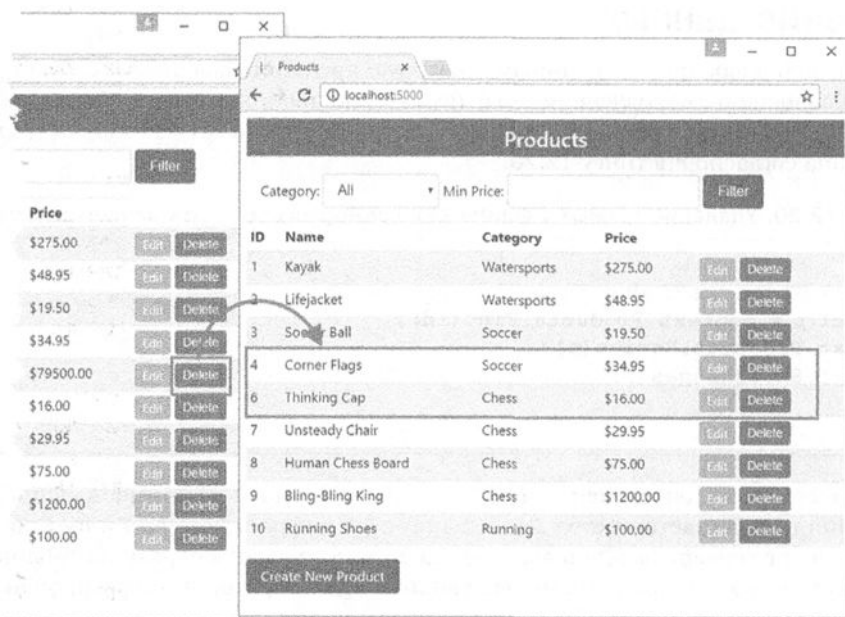 Filter
Price
$275.00 Edit Delete
$48.95 Edit Delete
$19.50 Edit Delete
$34.95 Edit Delete
$79500.00 Edit Delete
$16.00 Edit Delete
$29.95 Edit Delete
$75.00 Edit Delete
$1200.00 Edit Delete
$100.00 Edit Delete
Products
localhost:5000
Products
Category: All Min Price: Filter
ID Name Category Price
1 Kayak Watersports $275.00 Edit Delete
2 Lifejacket Watersports $48.95 Edit Delete
3 Soccer Ball Soccer $19.50 Edit Delete
4 Corner Flags Soccer $34.95 Edit Delete
6 Thinking Cap Chess $16.00 Edit Delete
7 Unsteady Chair Chess $29.95 Edit Delete
8 Human Chess Board Chess $75.00 Edit Delete
9 Bling-Bling King Chess $1200.00 Edit Delete
10 Running Shoes Running $100.00 Edit Delete
Create New Product